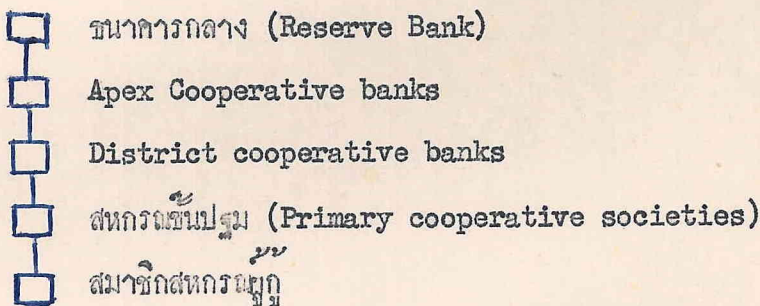 ธนาคารกลาง (Reserve Bank)
Apex Cooperative banks
District cooperative banks
สหกรณ์ขั้นปฐม (Primary cooperative societies)
สมาชิกสหกรณ์ผู้กู้